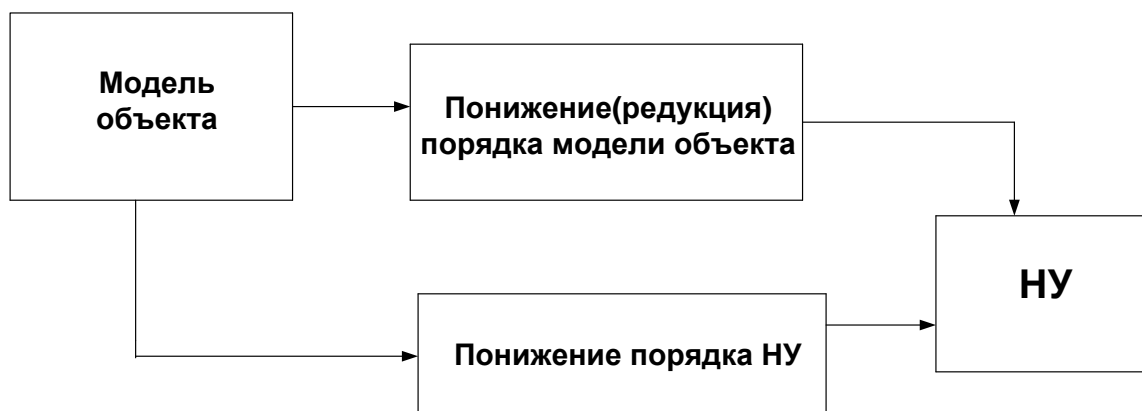 Модель
объекта
Понижение(редукция)
порядка модели объекта
НУ
Понижение порядка НУ